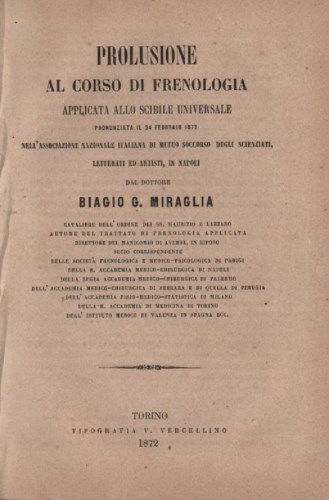 PROLUSIONE
AL CORSO DI FRENOLOGIA
APPLICATA ALLO SCIBILE UNIVERSALE
PRONUNZIATA IL 24 FEBBRAIO 1872
NELL'ASSOCIAZIONE NAZIONALE ITALIANA DI MUTUO SOCCORSO DEGLI SCIENZIATI,
LETTERATI ED ARTISTI, IN NAPOLI
DAL DOTTORE
BIAGIO G. MIRAGLIA
CAVALIERE DELL'ORDINE DEI SS. MAURIZIO E LAZZARO
AUTORE DEL TRATTATO DI FRENOLOGIA APPLICATA
DIRETTORE DEL MANICOMIO DI AVERSA, IN RIPOSO
SOCIO CORRISPONDENTE
DELLE SOCIETÀ FRENOLOGICA E MEDICO-PSICOLOGICA DI PARIGI
DELLA R. ACCADEMIA MEDICO-CHIRURGICA DI NAPOLI
DELLA REGIA ACCADEMIA MEDICO-CHIRURGICA DI PALERMO
DELL'ACCADEMIA MEDICO-CHIRURGICA DI FERRARA E DI QUELLA DI PERUGIA
DELL'ACCADEMIA FISIO-MEDICO-STATISTICA DI MILANO
DELLA R. ACCADEMIA DI MEDICINA DI TORINO
DELL'ISTITUTO MEDICO DI VALENZA IN SPAGNA ECC.
TORINO
TIPOGRAFIA V. VERCELLINO
1872